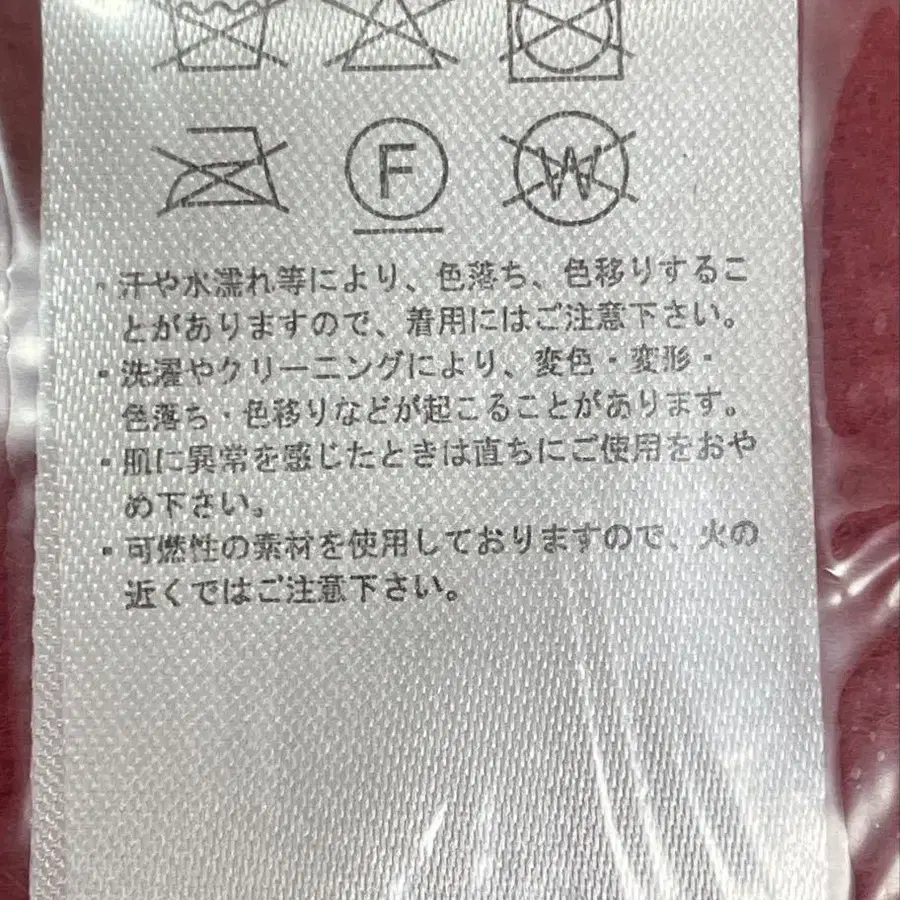 F
W
・汗や水濡れ等により、色落ち、色移りするこ
とがありますので、着用にはご注意下さい。
・洗濯やクリーニングにより、変色・変形・
色落ち・色移りなどが起こることがあります。
・肌に異常を感じたときは直ちにご使用をおや
め下さい。
・可燃性の素材を使用しておりますので、火の
近くではご注意下さい。